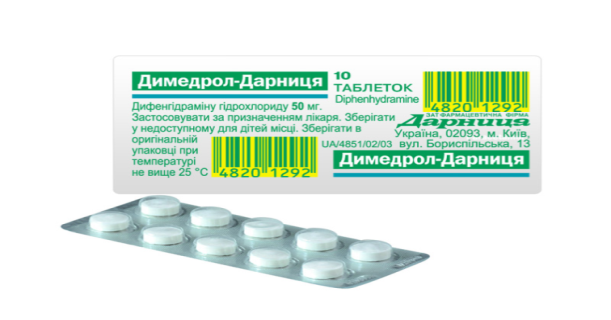 Димедрол-Дарниця
10
ТАБЛЕТОК
Diphenhydramine
Дифенгідраміну гідрохлориду 50 мг.
Застосовувати за призначенням лікаря. Зберігати
у недоступному для дітей місці. Зберігати в
оригінальній
упаковці при
температурі
не вище 25 °С
4820 1292
UA/4851/02/03
4820 1292
ЗАТ ФАРМАЦЕВТИЧНА ФІРМА
Дарниця
Україна, 02093, м. Київ,
вул. Бориспільська, 13
Димедрол-Дарниця